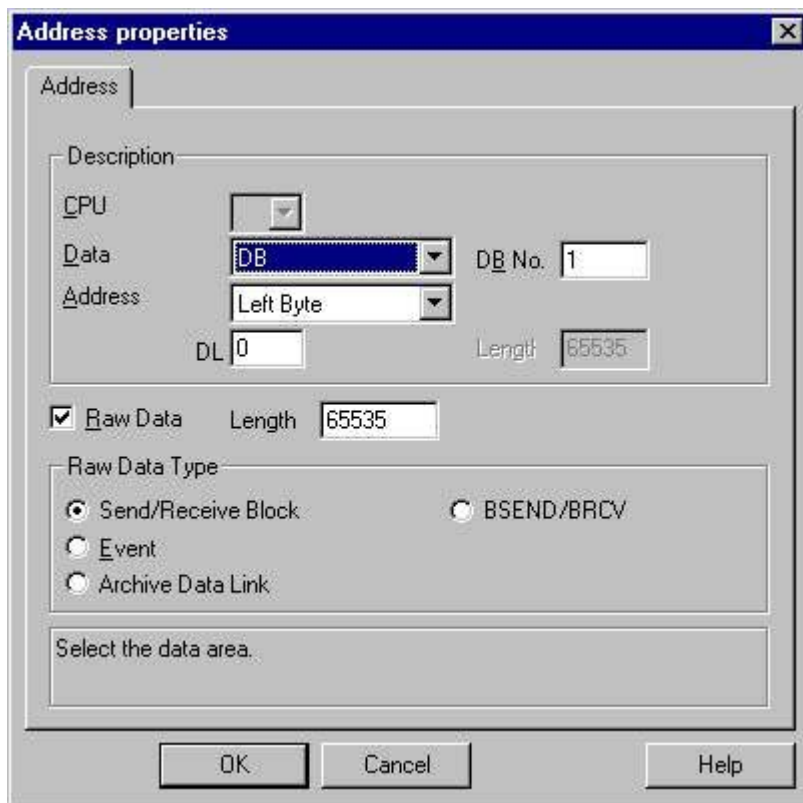 Address properties
Address
Description
CPU
Data DB DB No. 1
Address Left Byte
DL 0 Length 65535
Raw Data Length 65535
Raw Data Type
Send/Receive Block BSEND/BRCV
Event
Archive Data Link
Select the data area.
OK Cancel Help